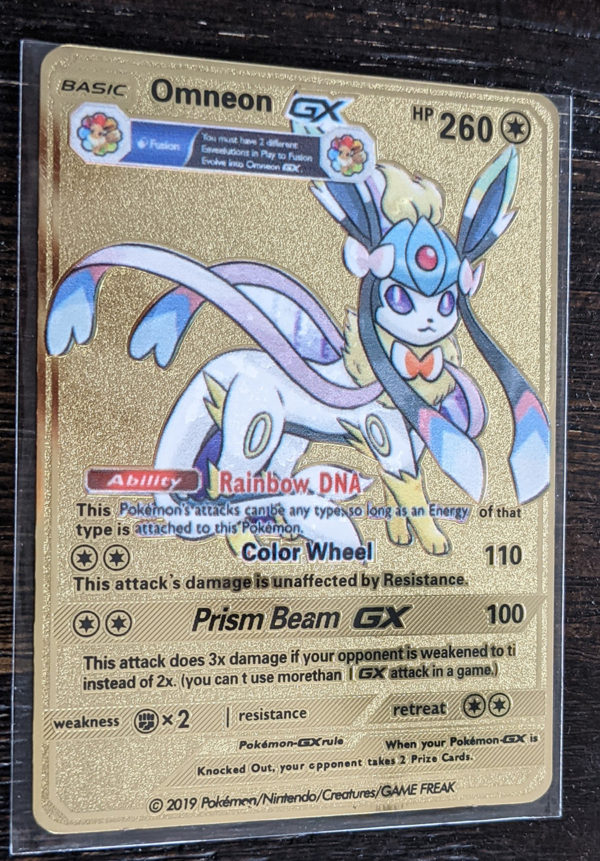 BASIC Omneon GX HP 260
Fusion
You must have 2 different
Eeveelutions in Play to Fusion
Evolve into Omneon GX.
Ability Rainbow DNA
This Pokémon's attacks can be any type, so long as an Energy of that
type is attached to this Pokémon.
Color Wheel 110
This attack's damage is unaffected by Resistance.
Prism Beam GX 100
This attack does 3x damage if your opponent is weakened to ti
instead of 2x. (you can t use morethan 1 GX attack in a game.)
weakness ×2 resistance retreat
Pokémon-GX rule When your Pokémon-GX is
Knocked Out, your opponent takes 2 Prize Cards.
© 2019 Pokémon/Nintendo/Creatures/GAME FREAK